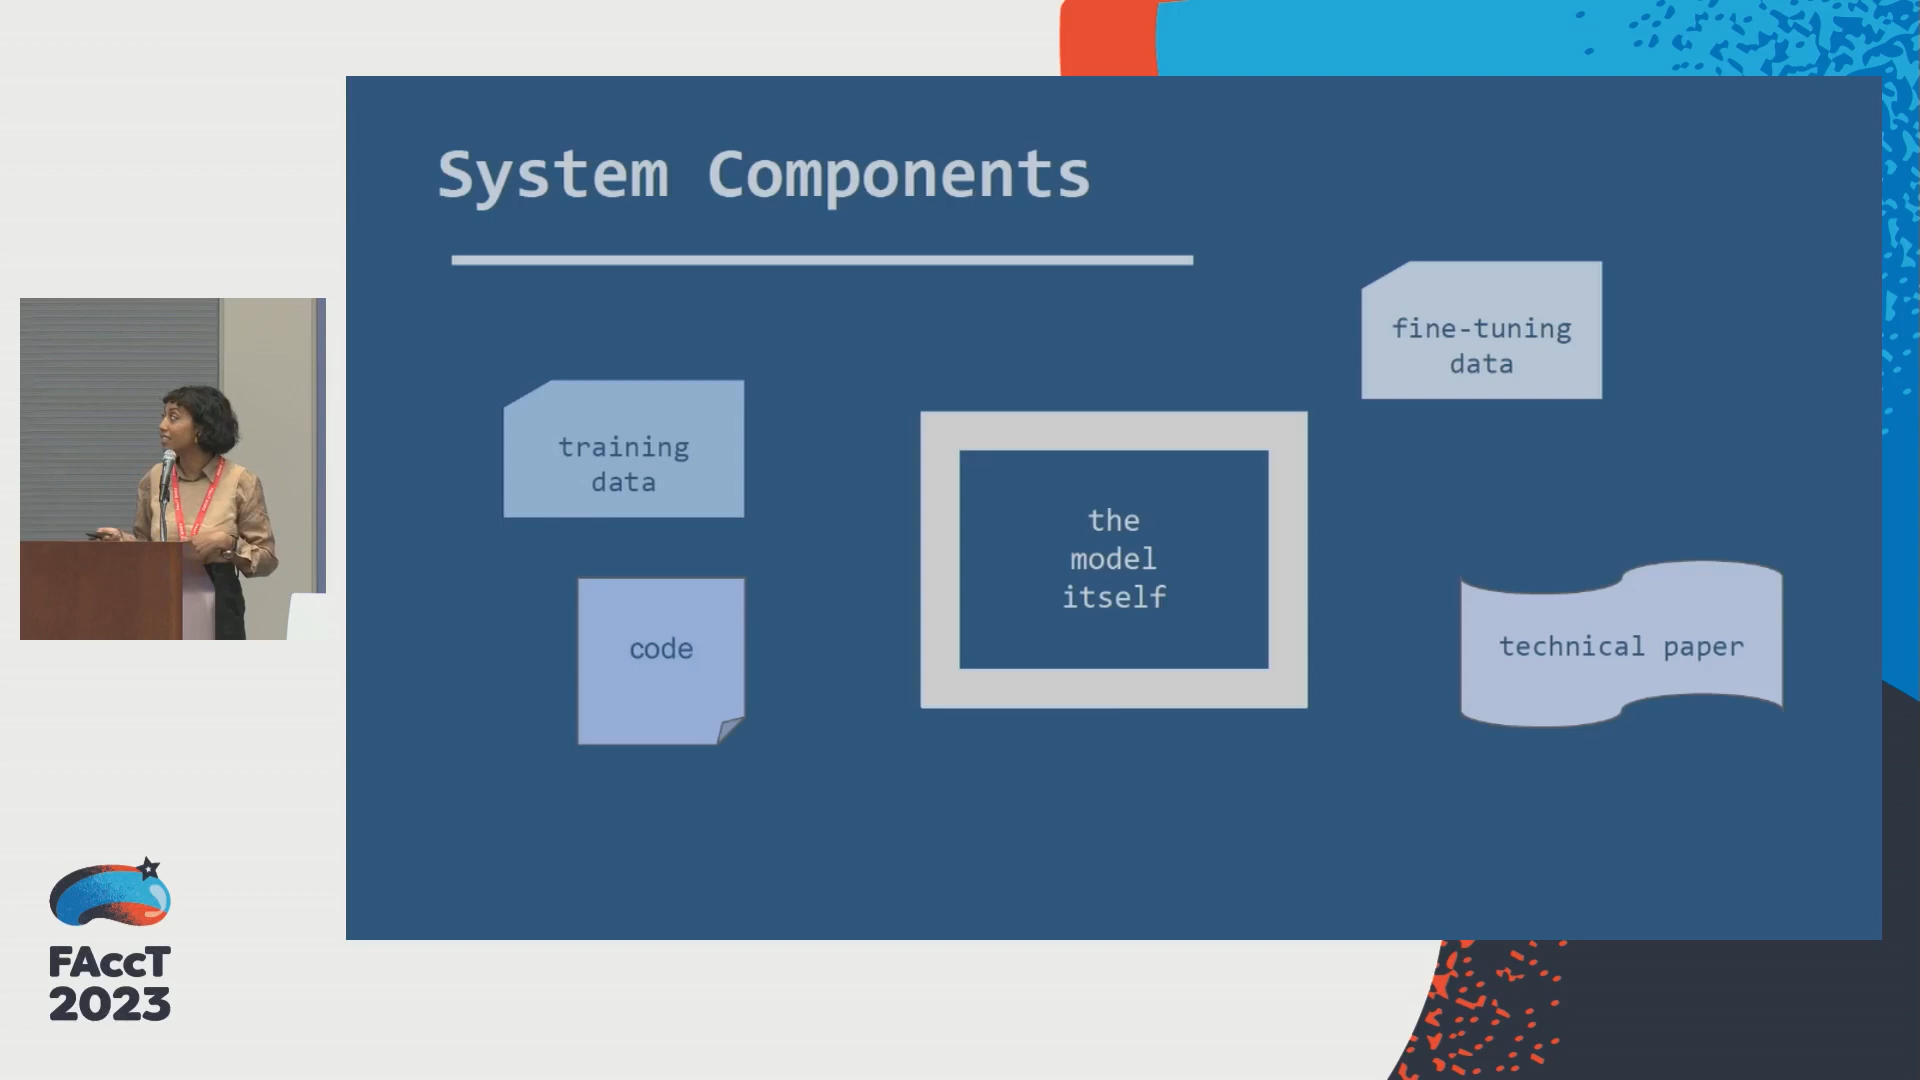 System Components
fine-tuning
data
training
data
the
model
itself
code
technical paper
FAccT
2023